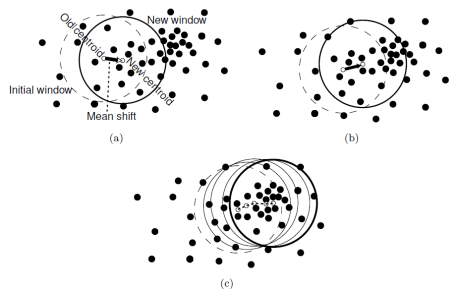 Old centroid
New window
New centroid
Initial window
Mean shift
(a)
(b)
(c)